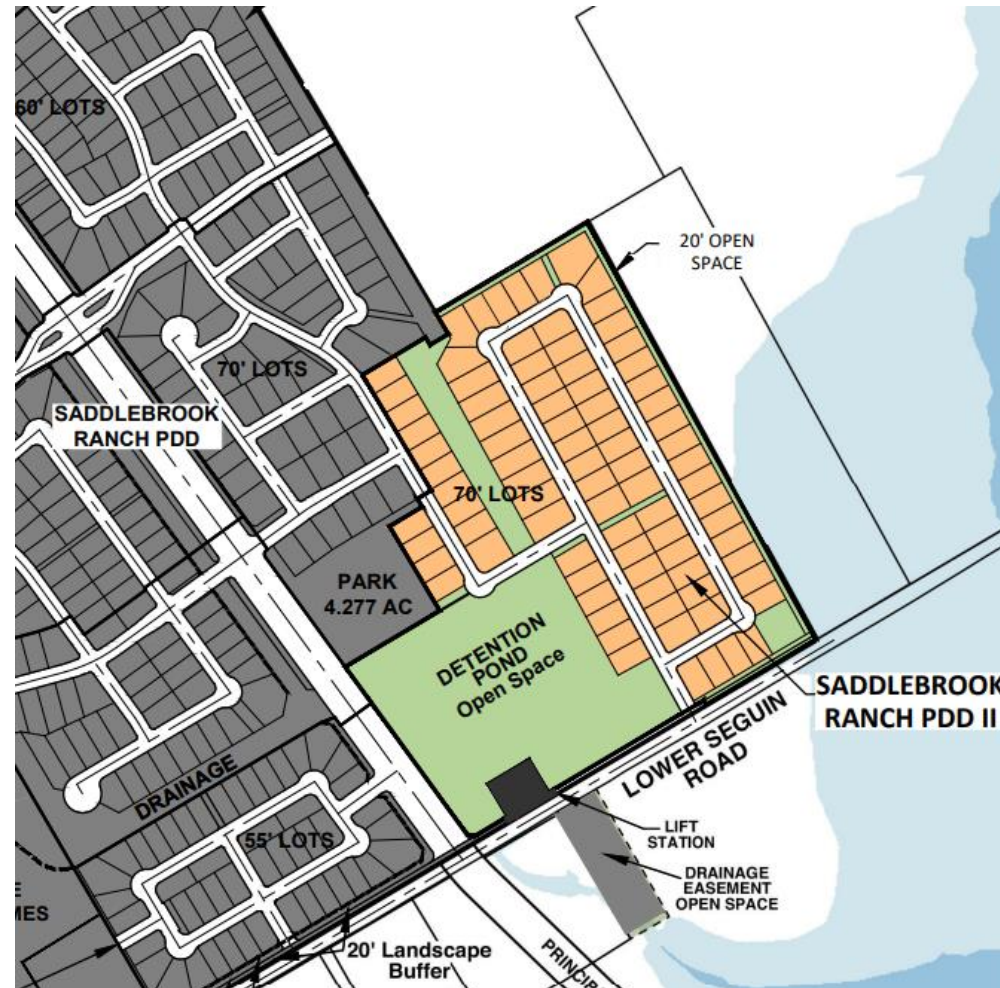 60' LOTS
20' OPEN
SPACE
70' LOTS
SADDLEBROOK
RANCH PDD
70' LOTS
PARK
4.277 AC
DETENTION
POND
Open Space
SADDLEBROOK
RANCH PDD II
LOWER SEGUIN
ROAD
DRAINAGE
55' LOTS
LIFT
STATION
DRAINAGE
EASEMENT
OPEN SPACE
20' Landscape
Buffer